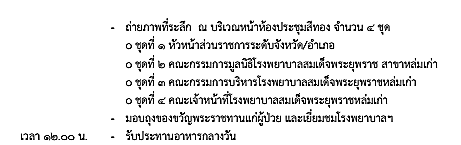 - ถ่ายภาพที่ระลึก ณ บริเวณหน้าห้องประชุมสีทอง จำนวน ๔ ชุด
๐ ชุดที่ ๑ หัวหน้าส่วนราชการระดับจังหวัด/อำเภอ
๐ ชุดที่ ๒ คณะกรรมการมูลนิธิโรงพยาบาลสมเด็จพระยุพราช สาขาหล่มเก่า
๐ ชุดที่ ๓ คณะกรรมการบริหารโรงพยาบาลสมเด็จพระยุพราชหล่มเก่า
๐ ชุดที่ ๔ คณะเจ้าหน้าที่โรงพยาบาลสมเด็จพระยุพราชหล่มเก่า
- มอบถุงของขวัญพระราชทานแก่ผู้ป่วย และเยี่ยมชมโรงพยาบาลฯ
เวลา ๑๒.๐๐ น. - รับประทานอาหารกลางวัน